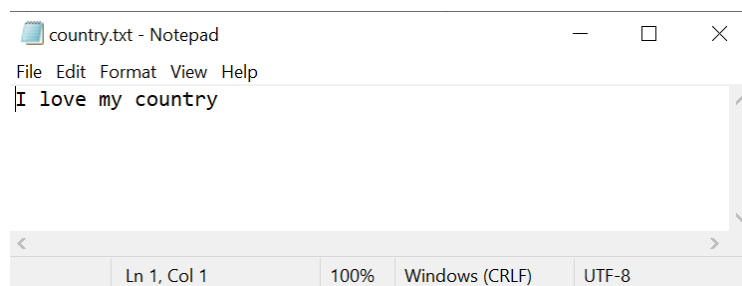 country.txt - Notepad
File Edit Format View Help
I love my country
Ln 1, Col 1 100% Windows (CRLF) UTF-8